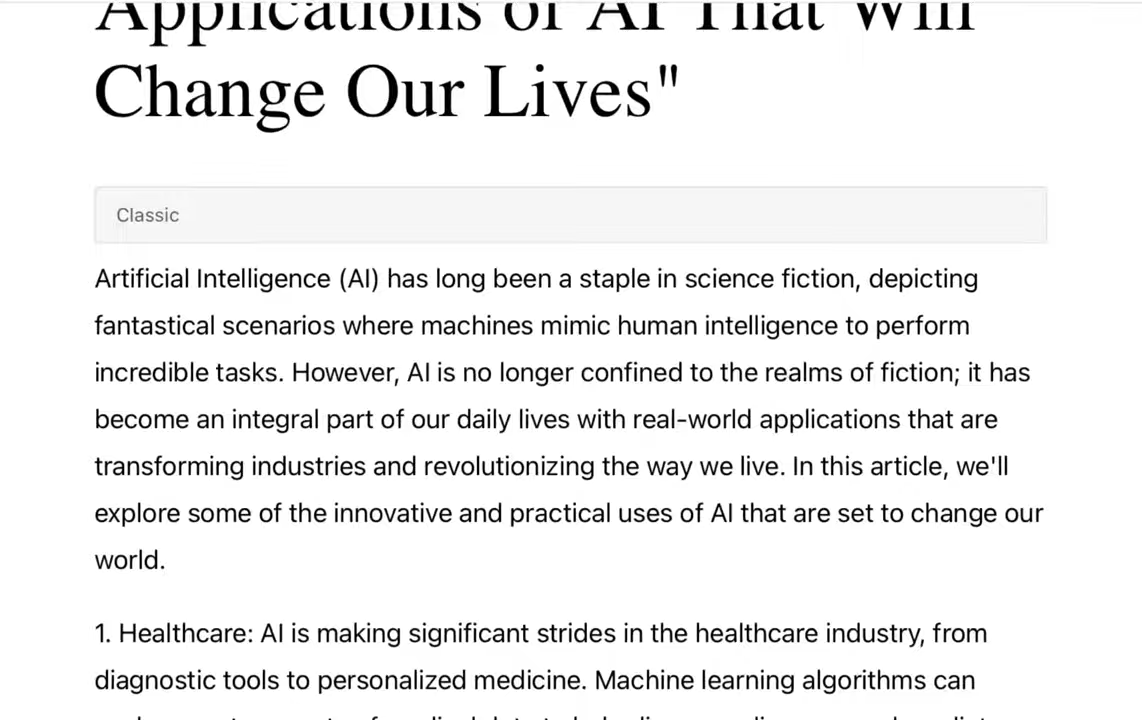 Applications of AI That Will
Change Our Lives"
Classic
Artificial Intelligence (AI) has long been a staple in science fiction, depicting
fantastical scenarios where machines mimic human intelligence to perform
incredible tasks. However, AI is no longer confined to the realms of fiction; it has
become an integral part of our daily lives with real-world applications that are
transforming industries and revolutionizing the way we live. In this article, we'll
explore some of the innovative and practical uses of AI that are set to change our
world.
1. Healthcare: AI is making significant strides in the healthcare industry, from
diagnostic tools to personalized medicine. Machine learning algorithms can